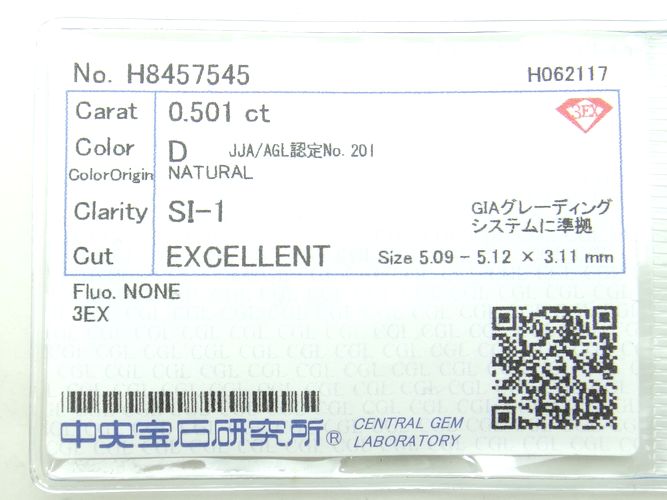 No. H8457545 H062117
Carat 0.501 ct 3EX
Color D JJA/AGL認定No.201
ColorOrigin NATURAL
Clarity SI-1 GIAグレーディング
システムに準拠
Cut EXCELLENT Size 5.09 - 5.12 × 3.11 mm
Fluo. NONE
3EX
中央宝石研究所® CENTRAL GEM
LABORATORY